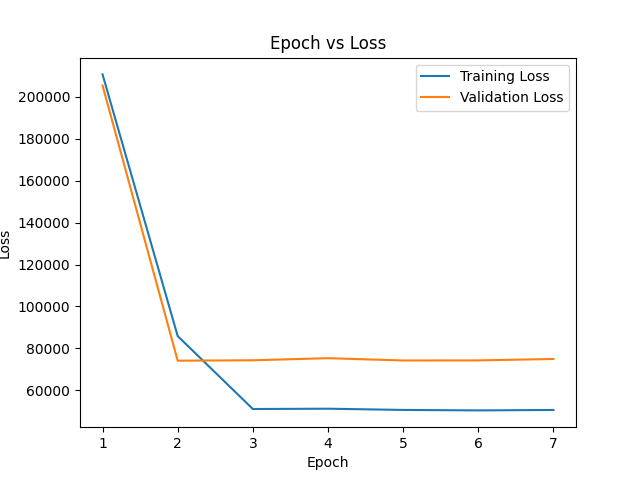 Epoch vs Loss
Training Loss
Validation Loss
200000
180000
160000
140000
120000
100000
80000
60000
Loss
1 2 3 4 5 6 7
Epoch